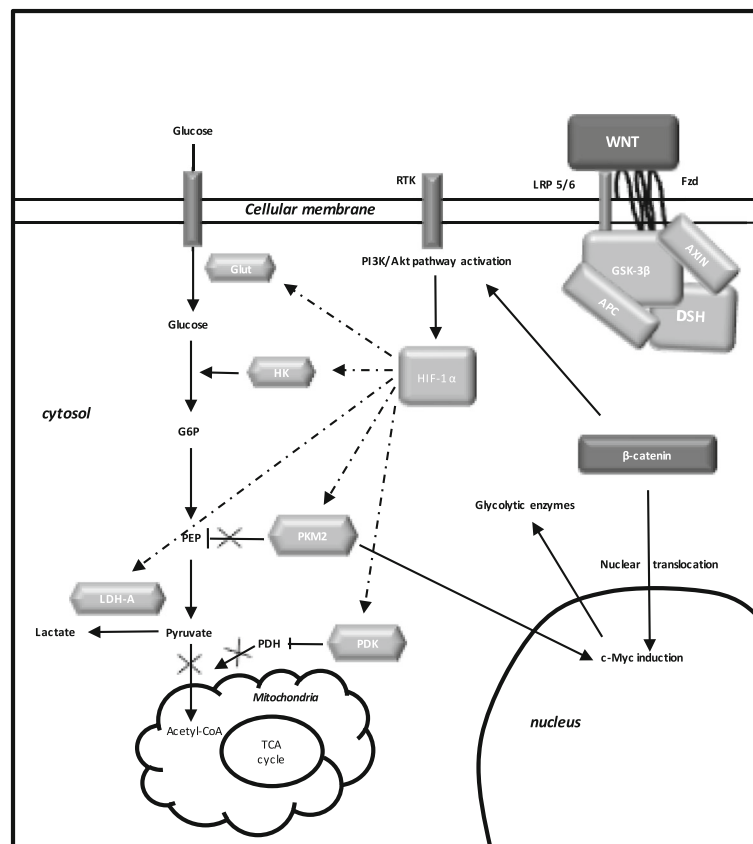 WNT
Glucose
RTK
LRP 5/6
Fzd
Cellular membrane
AXIN
PI3K/Akt pathway activation
Glut
GSK-3β
APC
DSH
Glucose
HK
HIF-1 α
cytosol
G6P
β-catenin
Glycolytic enzymes
PEP
PKM2
Nuclear translocation
LDH-A
Lactate
Pyruvate
PDH
PDK
c-Myc induction
Mitochondria
nucleus
Acetyl-CoA
TCA
cycle